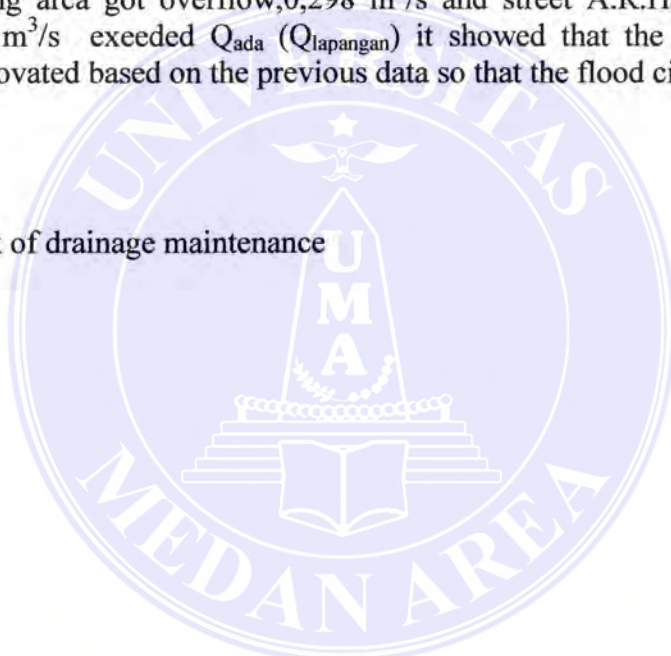 ng area got overflow,0,298 m³/s and street A.R.H
m³/s exeeded Qada (Qlapangan) it showed that the
ovated based on the previous data so that the flood ci
of drainage maintenance
UNIVERSITAS
UMA
MEDAN AREA